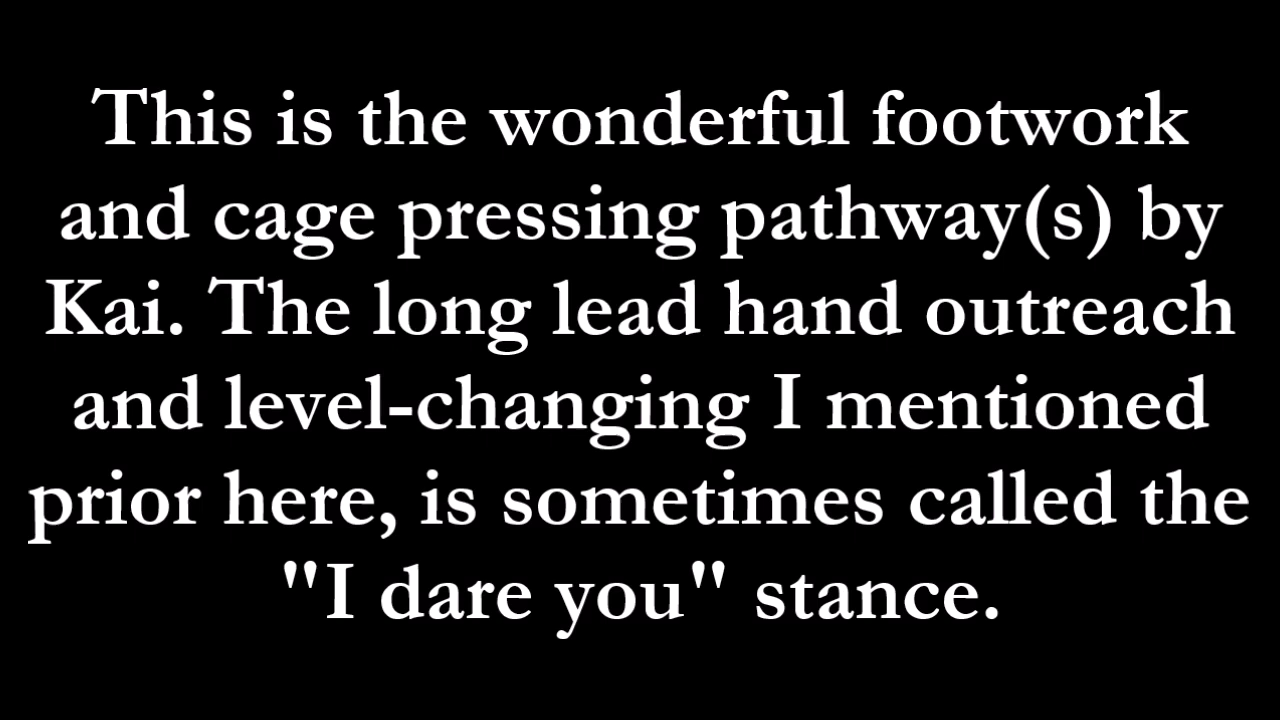 This is the wonderful footwork
and cage pressing pathway(s) by
Kai. The long lead hand outreach
and level-changing I mentioned
prior here, is sometimes called the
"I dare you" stance.